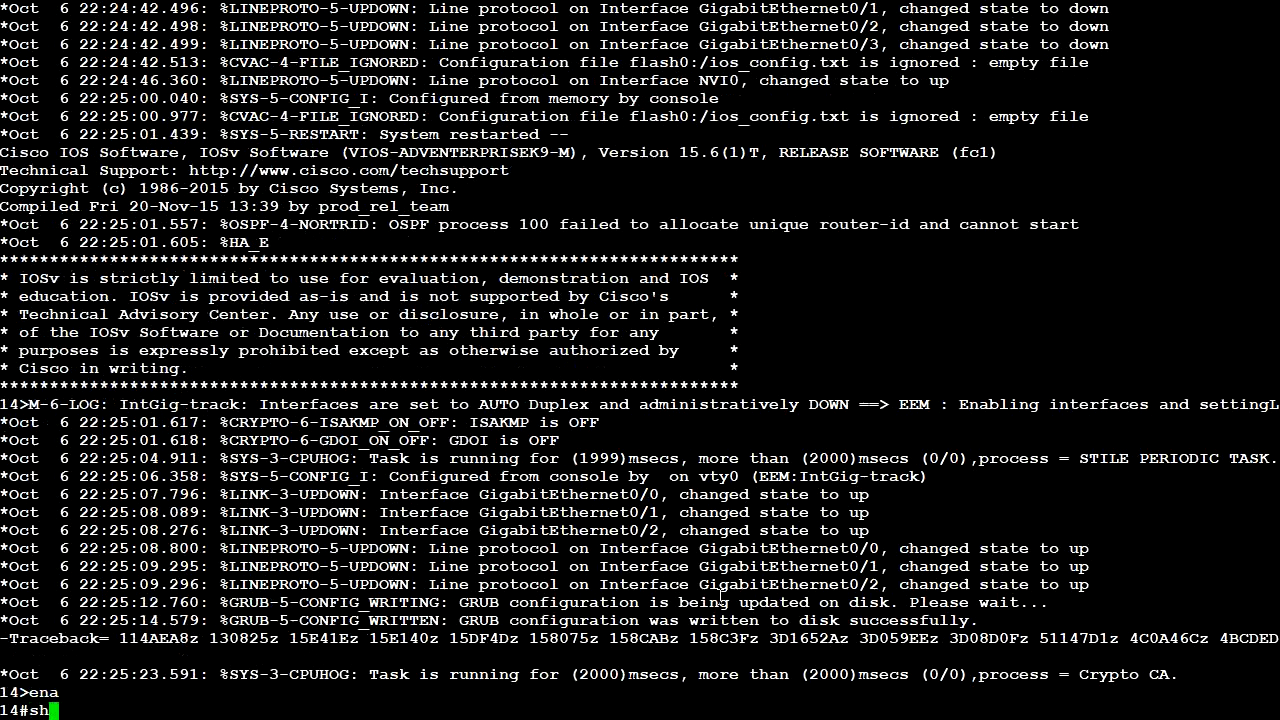 *Oct  6 22:24:42.496: %LINEPROTO-5-UPDOWN: Line protocol on Interface GigabitEthernet0/1, changed state to down
*Oct  6 22:24:42.498: %LINEPROTO-5-UPDOWN: Line protocol on Interface GigabitEthernet0/2, changed state to down
*Oct  6 22:24:42.499: %LINEPROTO-5-UPDOWN: Line protocol on Interface GigabitEthernet0/3, changed state to down
*Oct  6 22:24:42.513: %CVAC-4-FILE_IGNORED: Configuration file flash0:/ios_config.txt is ignored : empty file
*Oct  6 22:24:46.360: %LINEPROTO-5-UPDOWN: Line protocol on Interface NVI0, changed state to up
*Oct  6 22:25:00.040: %SYS-5-CONFIG_I: Configured from memory by console
*Oct  6 22:25:00.977: %CVAC-4-FILE_IGNORED: Configuration file flash0:/ios_config.txt is ignored : empty file
*Oct  6 22:25:01.439: %SYS-5-RESTART: System restarted --
Cisco IOS Software, IOSv Software (VIOS-ADVENTERPRISEK9-M), Version 15.6(1)T, RELEASE SOFTWARE (fc1)
Technical Support: http://www.cisco.com/techsupport
Copyright (c) 1986-2015 by Cisco Systems, Inc.
Compiled Fri 20-Nov-15 13:39 by prod_rel_team
*Oct  6 22:25:01.557: %OSPF-4-NORTRID: OSPF process 100 failed to allocate unique router-id and cannot start
*Oct  6 22:25:01.605: %HA_E
**************************************************************************
* IOSv is strictly limited to use for evaluation, demonstration and IOS  *
* education. IOSv is provided as-is and is not supported by Cisco's      *
* Technical Advisory Center. Any use or disclosure, in whole or in part, *
* of the IOSv Software or Documentation to any third party for any       *
* purposes is expressly prohibited except as otherwise authorized by     *
* Cisco in writing.                                                      *
**************************************************************************
14>M-6-LOG: IntGig-track: Interfaces are set to AUTO Duplex and administratively DOWN ==> EEM : Enabling interfaces and settingL
*Oct  6 22:25:01.617: %CRYPTO-6-ISAKMP_ON_OFF: ISAKMP is OFF
*Oct  6 22:25:01.618: %CRYPTO-6-GDOI_ON_OFF: GDOI is OFF
*Oct  6 22:25:04.911: %SYS-3-CPUHOG: Task is running for (1999)msecs, more than (2000)msecs (0/0),process = STILE PERIODIC TASK.
*Oct  6 22:25:06.358: %SYS-5-CONFIG_I: Configured from console by  on vty0 (EEM:IntGig-track)
*Oct  6 22:25:07.796: %LINK-3-UPDOWN: Interface GigabitEthernet0/0, changed state to up
*Oct  6 22:25:08.089: %LINK-3-UPDOWN: Interface GigabitEthernet0/1, changed state to up
*Oct  6 22:25:08.276: %LINK-3-UPDOWN: Interface GigabitEthernet0/2, changed state to up
*Oct  6 22:25:08.800: %LINEPROTO-5-UPDOWN: Line protocol on Interface GigabitEthernet0/0, changed state to up
*Oct  6 22:25:09.295: %LINEPROTO-5-UPDOWN: Line protocol on Interface GigabitEthernet0/1, changed state to up
*Oct  6 22:25:09.296: %LINEPROTO-5-UPDOWN: Line protocol on Interface GigabitEthernet0/2, changed state to up
*Oct  6 22:25:12.760: %GRUB-5-CONFIG_WRITING: GRUB configuration is being updated on disk. Please wait...
*Oct  6 22:25:14.579: %GRUB-5-CONFIG_WRITTEN: GRUB configuration was written to disk successfully.
-Traceback= 114AEA8z 130825z 15E41Ez 15E140z 15DF4Dz 158075z 158CABz 158C3Fz 3D1652Az 3D059EEz 3D08D0Fz 51147D1z 4C0A46Cz 4BCDED
*Oct  6 22:25:23.591: %SYS-3-CPUHOG: Task is running for (2000)msecs, more than (2000)msecs (0/0),process = Crypto CA.
14>ena
14#sh